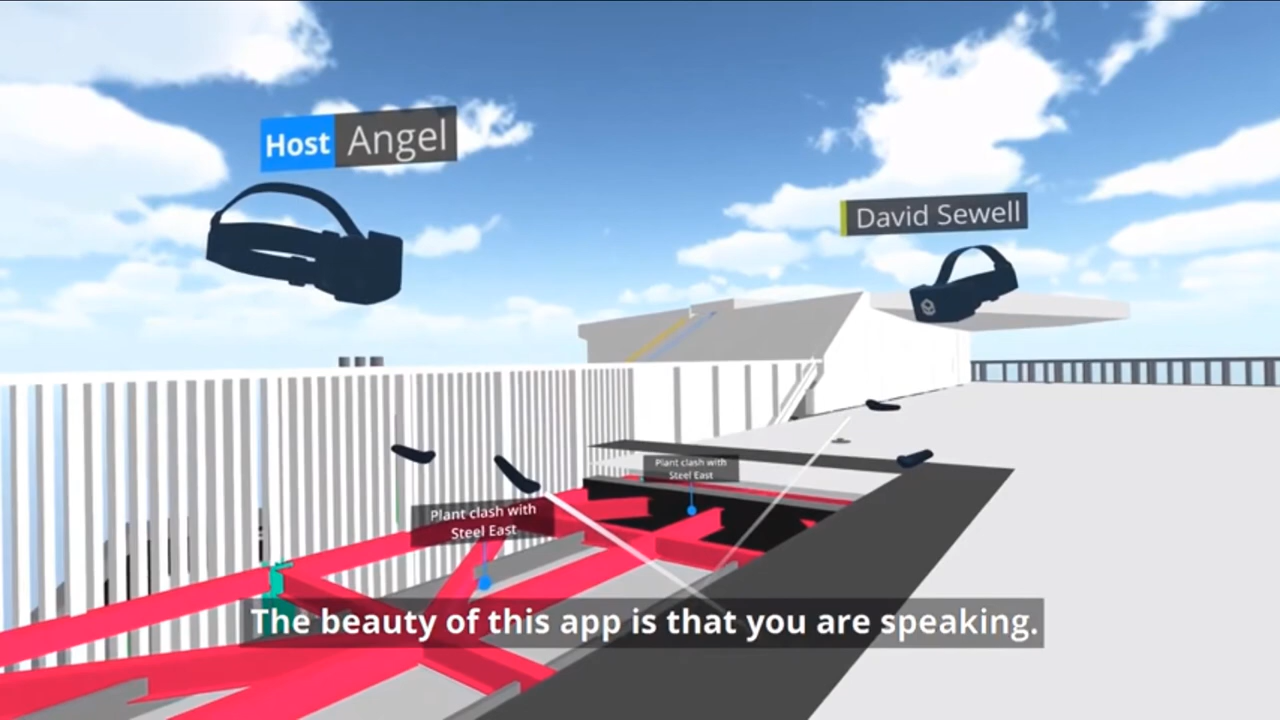 Host Angel
David Sewell
Plant clash with
Steel East
Plant clash with
Steel East
The beauty of this app is that you are speaking.